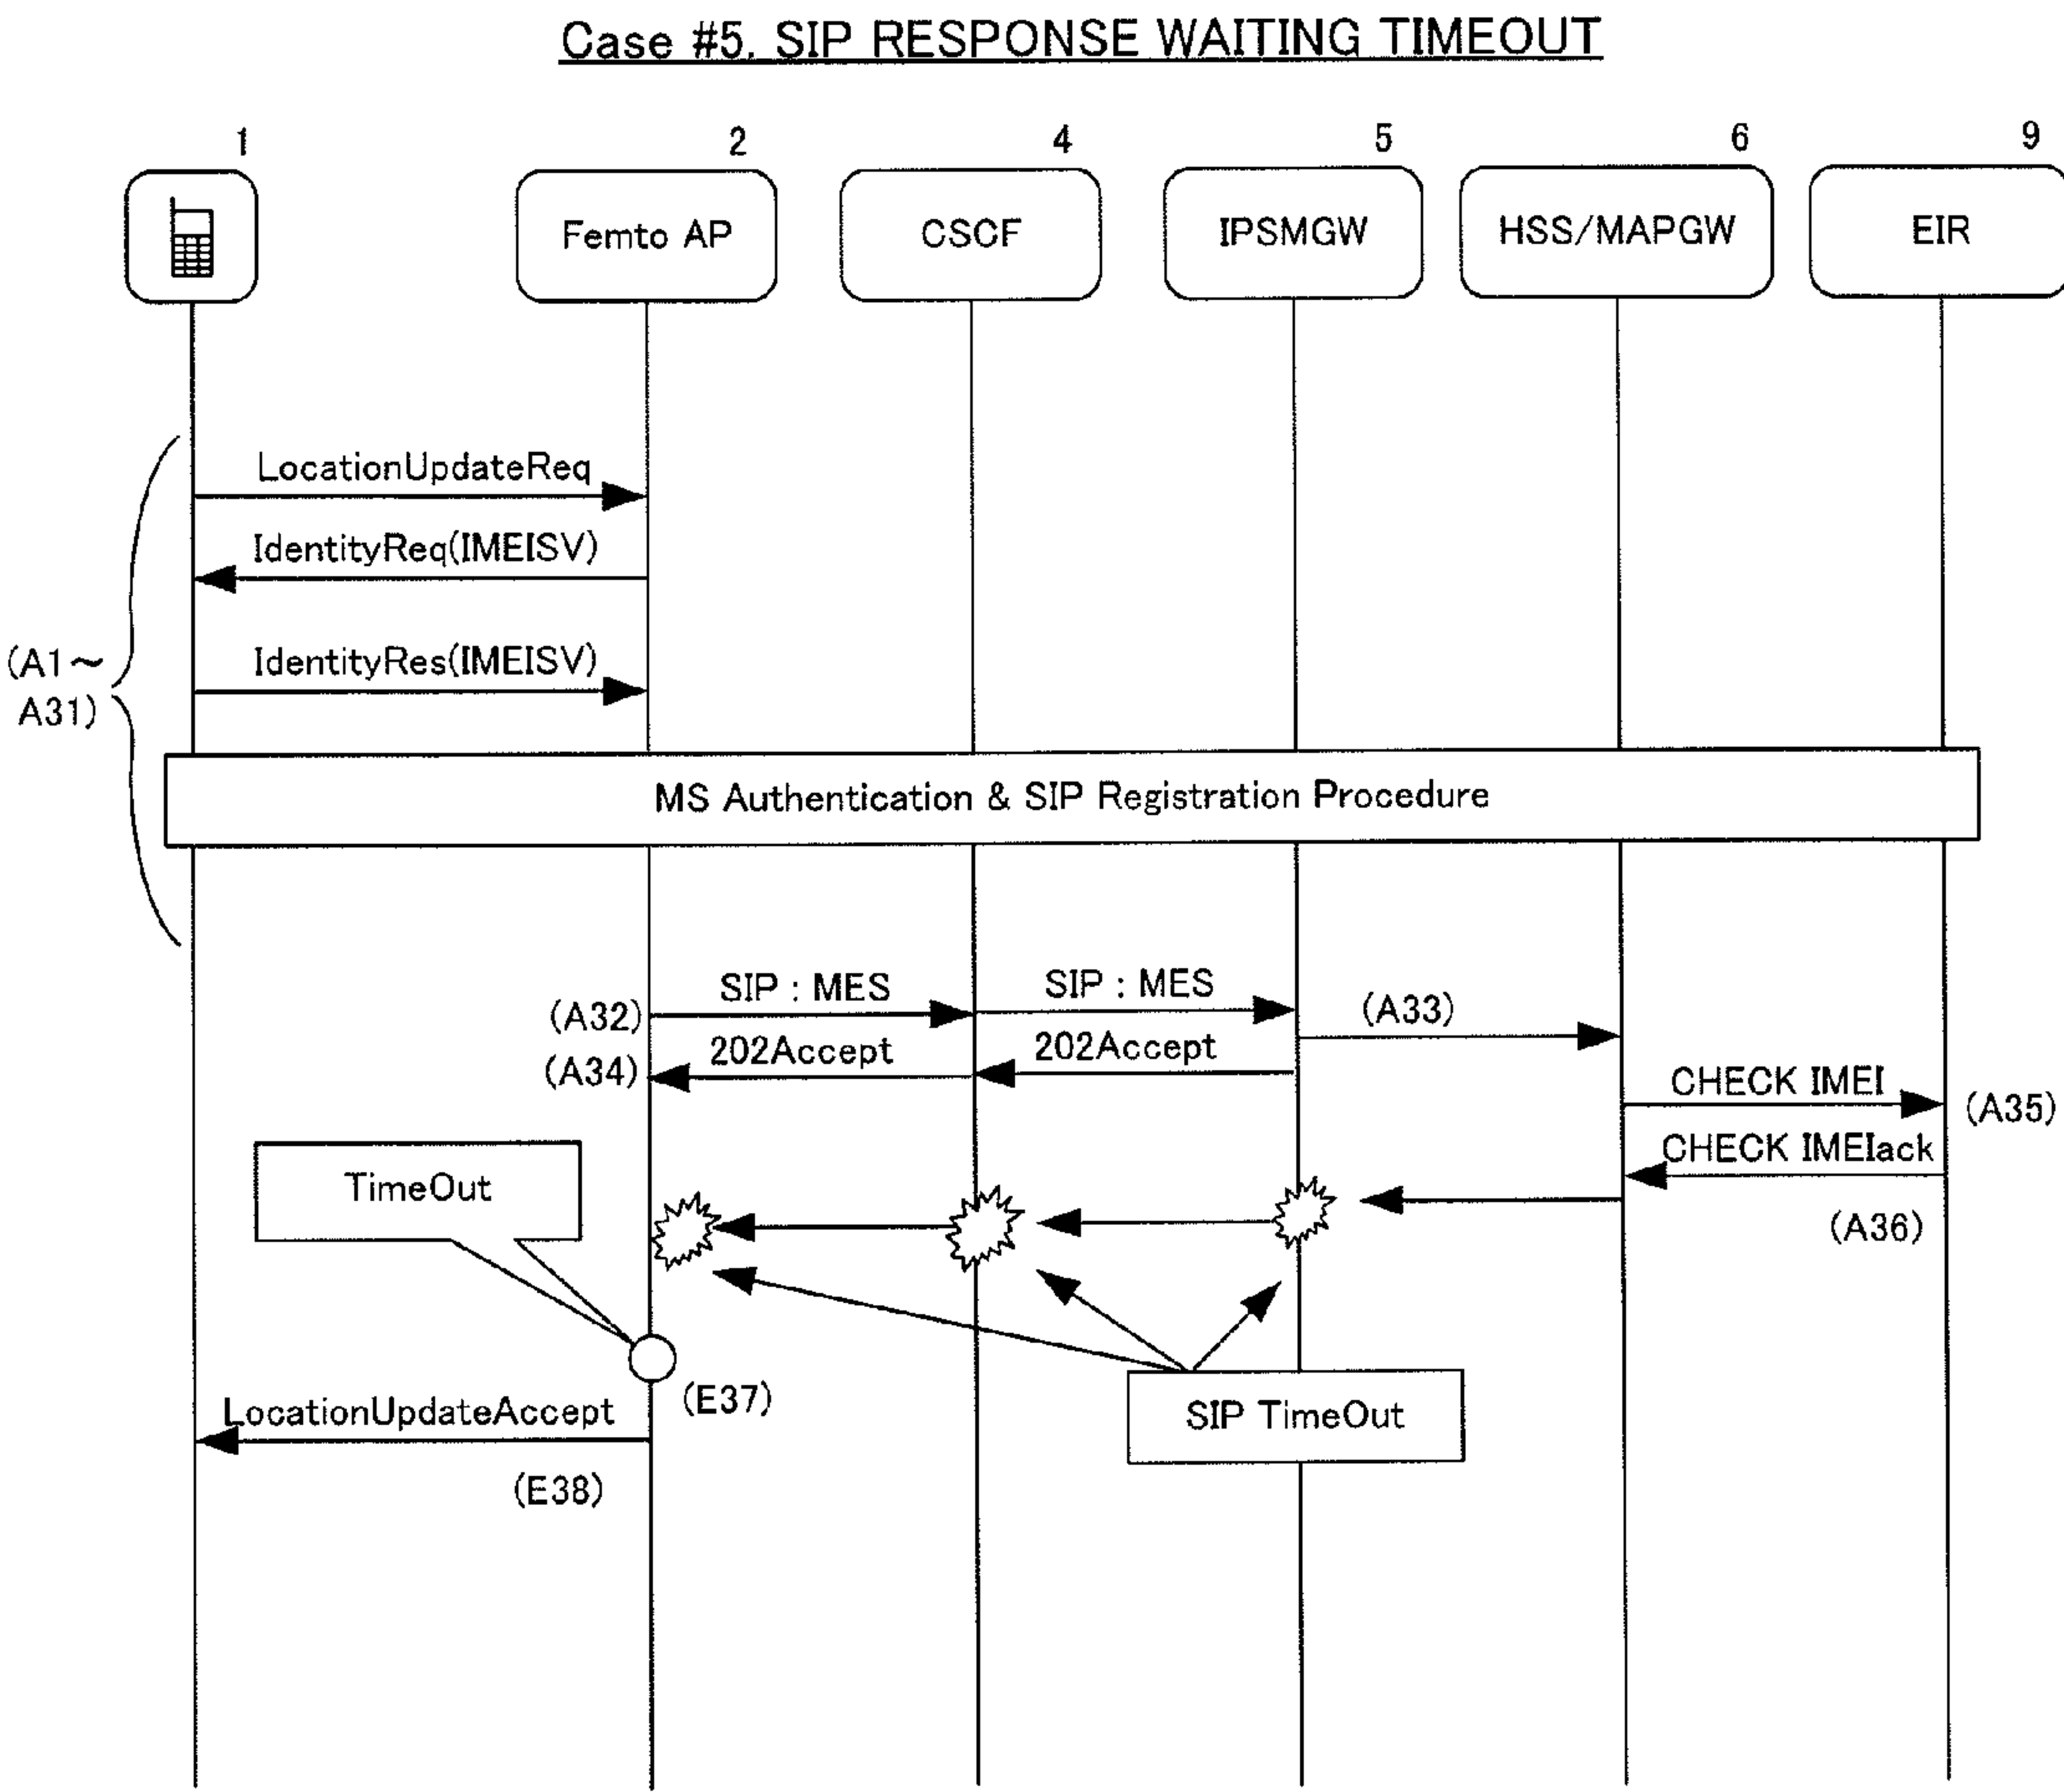 Case #5. SIP RESPONSE WAITING TIMEOUT
1
2
4
5
6
9
Femto AP
CSCF
IPSMGW
HSS/MAPGW
EIR
LocationUpdateReq
IdentityReq(IMEISV)
(A1～
A31)
IdentityRes(IMEISV)
MS Authentication & SIP Registration Procedure
(A32)
SIP : MES
SIP : MES
(A33)
(A34)
202Accept
202Accept
CHECK IMEI
(A35)
CHECK IMEIack
(A36)
TimeOut
(E37)
SIP TimeOut
LocationUpdateAccept
(E38)